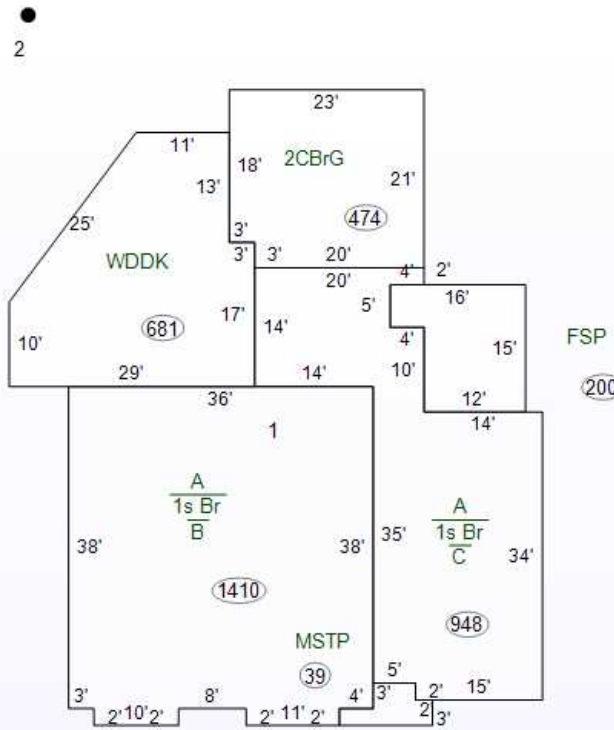 2
23'
11' 18' 2CBrG
13' 21'
25' 474
3'
WDDK 3' 3' 20'
20' 4' 2'
681 17' 14' 5' 16'
10' 4' 15' FSP
29' 14' 10' 12' 200
36' 14'
1
A
1s Br
B
A
1s Br
C
38' 38' 35' 34'
1410
948
MSTP
39
3' 8' 4' 5' 3' 2' 15'
2' 10' 2' 2' 11' 2' 2 3'